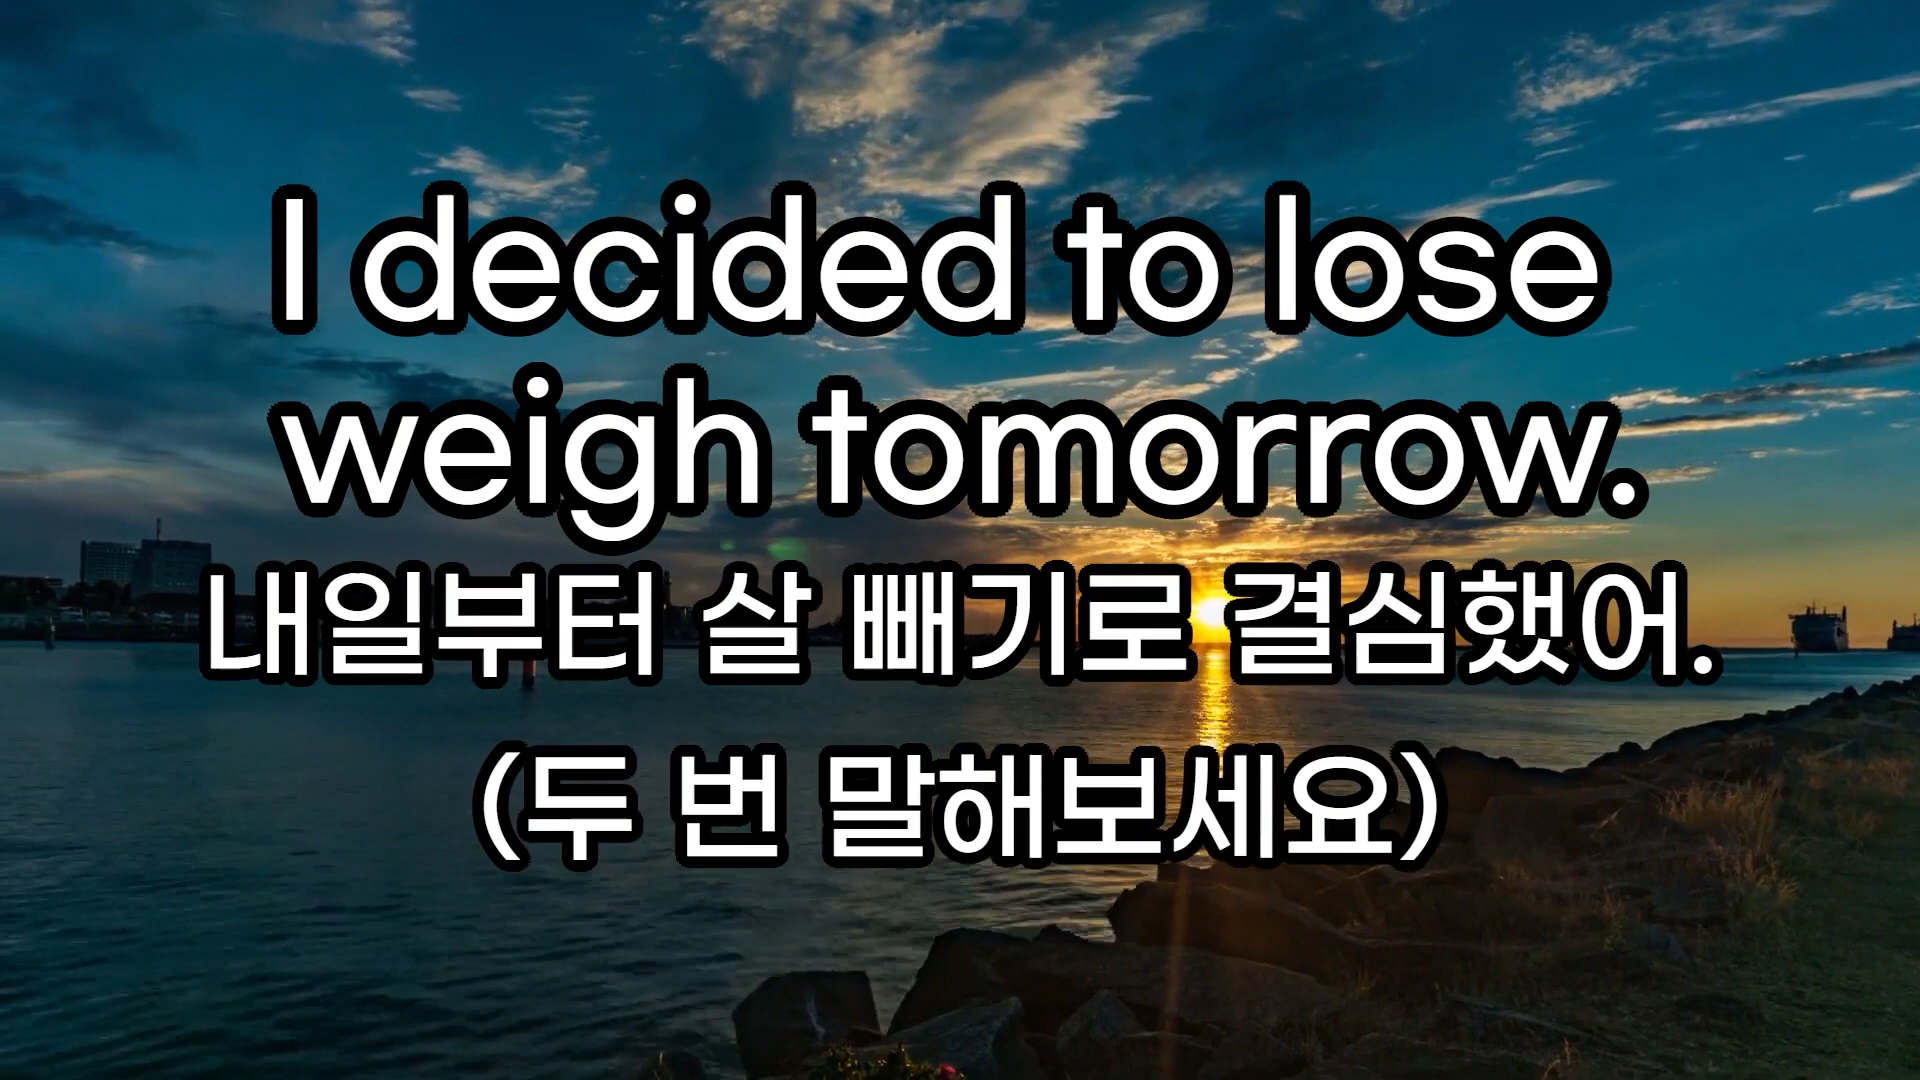 I decided to lose
weigh tomorrow.
내일부터 살 빼기로 결심했어.
(두 번 말해보세요)